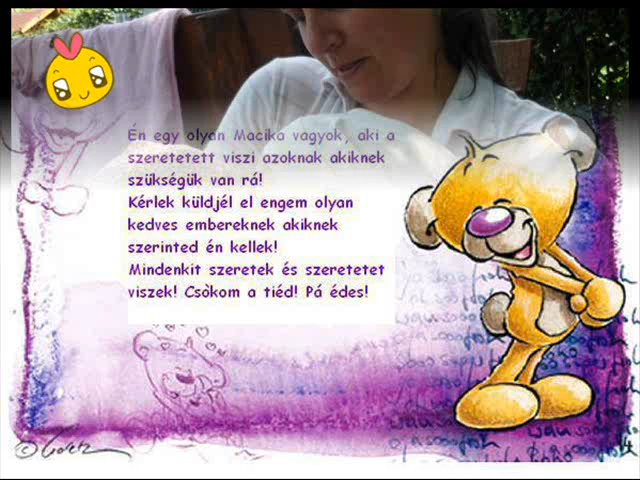 Én egy olyan Macika vagyok, aki a
szeretetett viszi azoknak akiknek
szükségük van rá!
Kérlek küldjél el engem olyan
kedves embereknek akiknek
szerinted én kellek!
Mindenkit szeretek és szeretetet
viszek! Csòkom a tiéd! Pá édes!